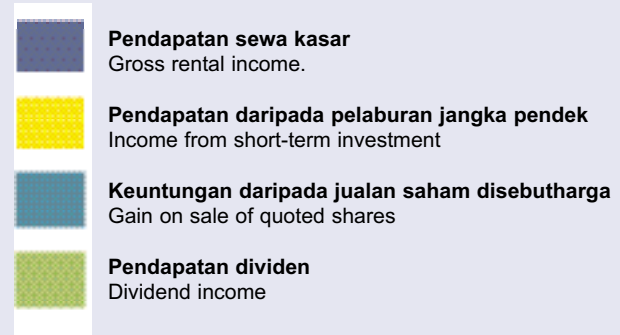 Pendapatan sewa kasar
Gross rental income.
Pendapatan daripada pelaburan jangka pendek
Income from short-term investment
Keuntungan daripada jualan saham disebutharga
Gain on sale of quoted shares
Pendapatan dividen
Dividend income